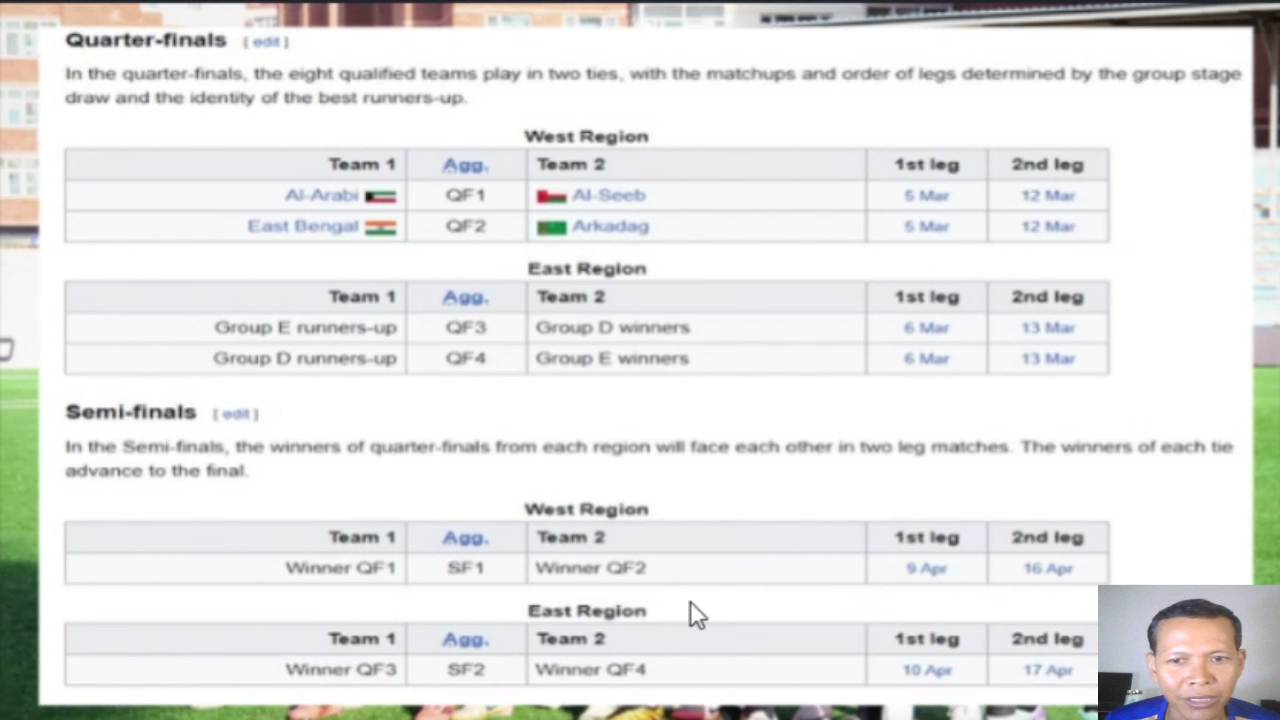 Quarter-finals [ edit ]
In the quarter-finals, the eight qualified teams play in two ties, with the matchups and order of legs determined by the group stage
draw and the identity of the best runners-up.
West Region
Team 1 Agg. Team 2 1st leg 2nd leg
Al-Arabi QF1 Al-Seeb 5 Mar 12 Mar
East Bengal QF2 Arkadag 5 Mar 12 Mar
East Region
Team 1 Agg. Team 2 1st leg 2nd leg
Group E runners-up QF3 Group D winners 6 Mar 13 Mar
Group D runners-up QF4 Group E winners 6 Mar 13 Mar
Semi-finals [ edit ]
In the Semi-finals, the winners of quarter-finals from each region will face each other in two leg matches. The winners of each tie
advance to the final.
West Region
Team 1 Agg. Team 2 1st leg 2nd leg
Winner QF1 SF1 Winner QF2 9 Apr 16 Apr
East Region
Team 1 Agg. Team 2 1st leg 2nd leg
Winner QF3 SF2 Winner QF4 10 Apr 17 Apr